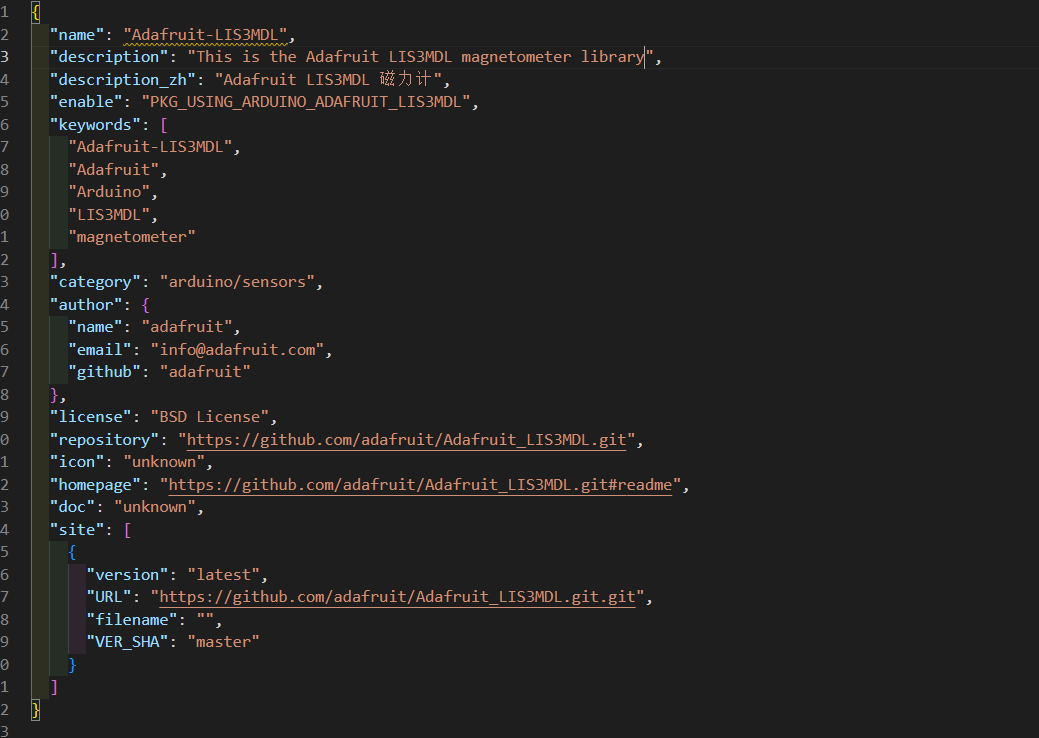 1 {
2 "name": "Adafruit-LIS3MDL",
3 "description": "This is the Adafruit LIS3MDL magnetometer library",
4 "description_zh": "Adafruit LIS3MDL 磁力计",
5 "enable": "PKG_USING_ARDUINO_ADAFRUIT_LIS3MDL",
6 "keywords": [
7 "Adafruit-LIS3MDL",
8 "Adafruit",
9 "Arduino",
0 "LIS3MDL",
1 "magnetometer"
2 ],
3 "category": "arduino/sensors",
4 "author": {
5 "name": "adafruit",
6 "email": "info@adafruit.com",
7 "github": "adafruit"
8 },
9 "license": "BSD License",
0 "repository": "https://github.com/adafruit/Adafruit_LIS3MDL.git",
1 "icon": "unknown",
2 "homepage": "https://github.com/adafruit/Adafruit_LIS3MDL.git#readme",
3 "doc": "unknown",
4 "site": [
5 {
6 "version": "latest",
7 "URL": "https://github.com/adafruit/Adafruit_LIS3MDL.git.git",
8 "filename": "",
9 "VER_SHA": "master"
0 }
1 ]
2 }
3